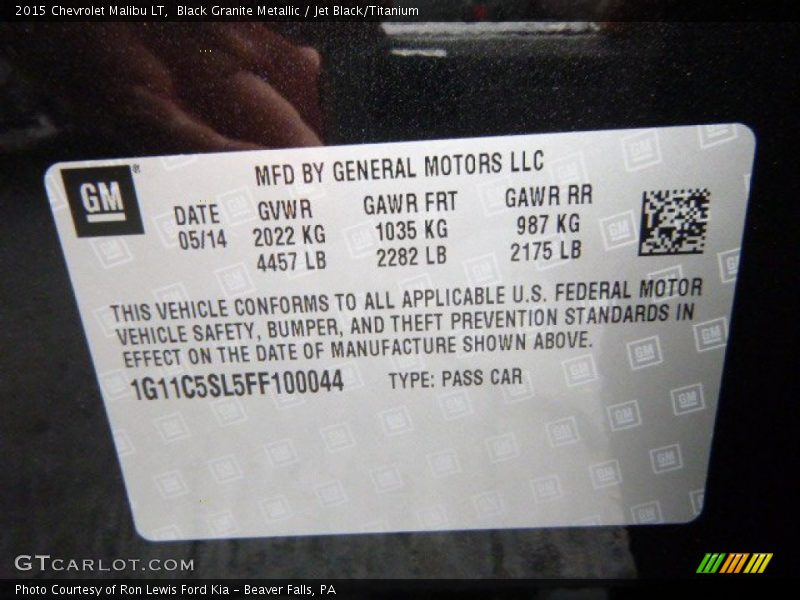 2015 Chevrolet Malibu LT, Black Granite Metallic / Jet Black/Titanium
GM®
MFD BY GENERAL MOTORS LLC
DATE GVWR GAWR FRT GAWR RR
05/14 2022 KG 1035 KG 987 KG
4457 LB 2282 LB 2175 LB
THIS VEHICLE CONFORMS TO ALL APPLICABLE U.S. FEDERAL MOTOR
VEHICLE SAFETY, BUMPER, AND THEFT PREVENTION STANDARDS IN
EFFECT ON THE DATE OF MANUFACTURE SHOWN ABOVE.
1G11C5SL5FF100044 TYPE: PASS CAR
GTCARLOT.COM
Photo Courtesy of Ron Lewis Ford Kia - Beaver Falls, PA